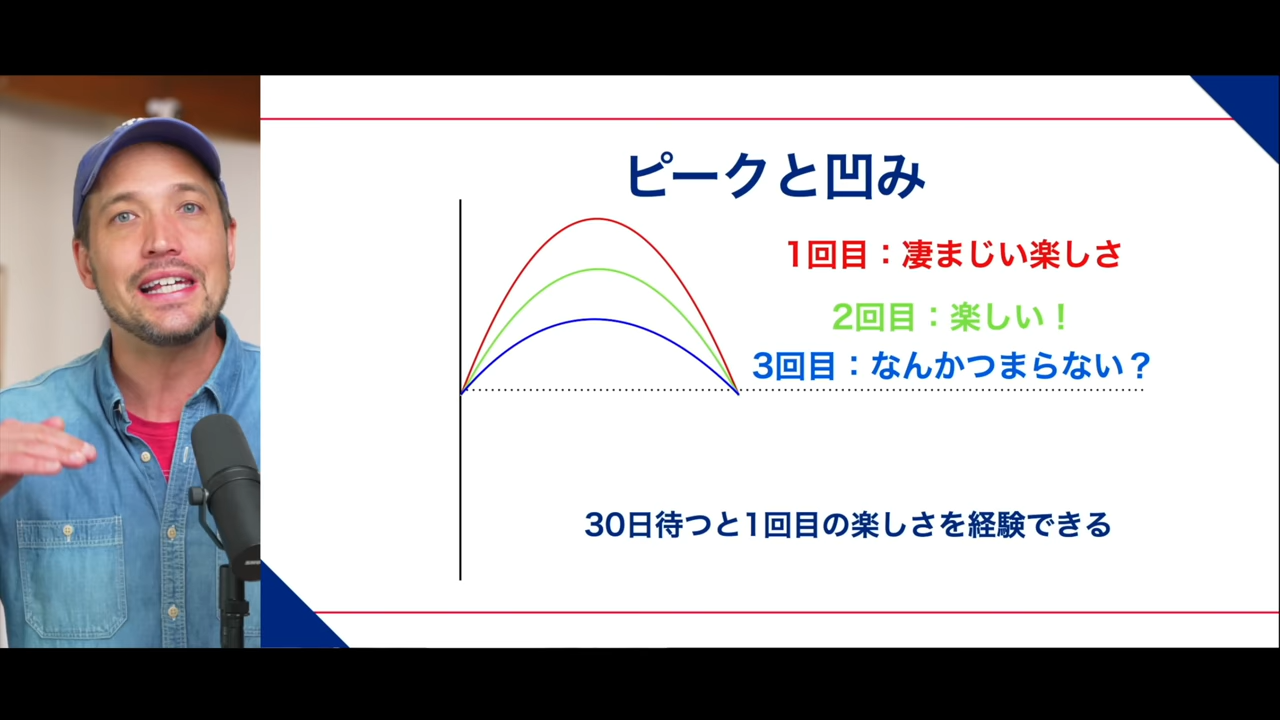 ピークと凹み
1回目：凄まじい楽しさ
2回目：楽しい！
3回目：なんかつまらない？
30日待つと1回目の楽しさを経験できる